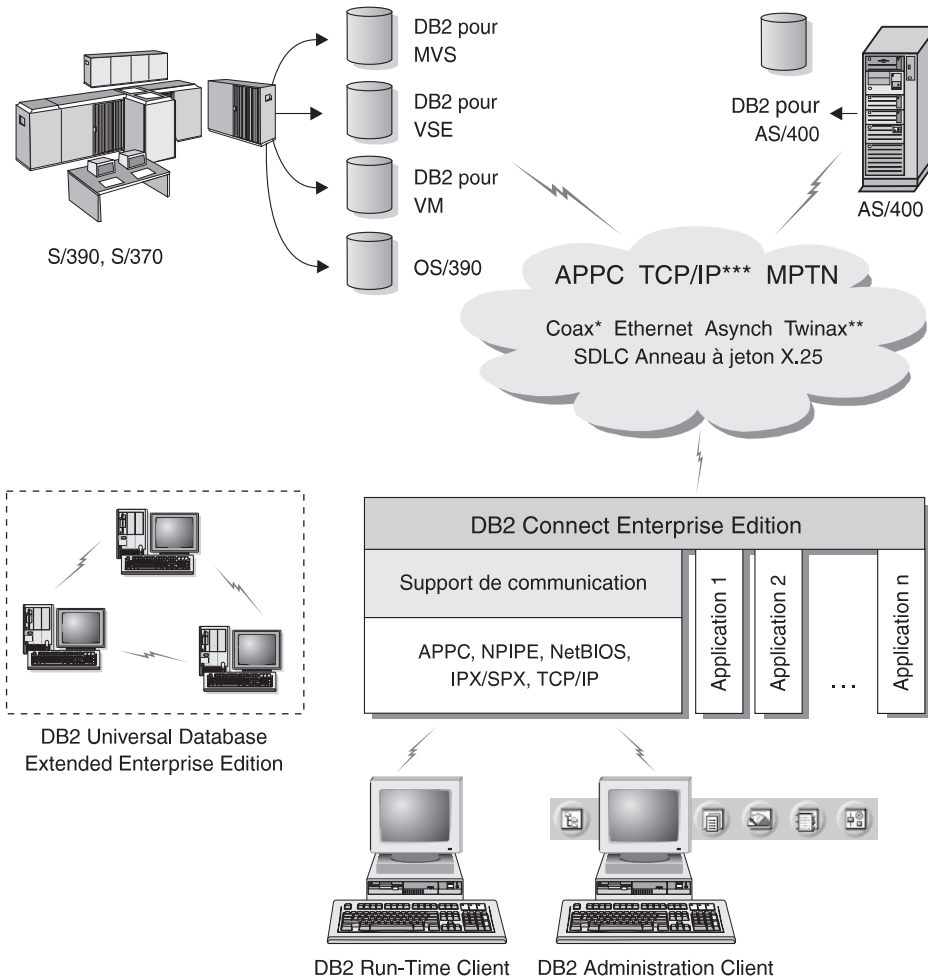 DB2 pour
MVS
DB2 pour
VSE
DB2 pour
VM
OS/390
S/390, S/370
DB2 pour
AS/400
AS/400
APPC TCP/IP*** MPTN
Coax* Ethernet Asynch Twinax**
SDLC Anneau à jeton X.25
DB2 Connect Enterprise Edition
Support de communication
APPC, NPIPE, NetBIOS,
IPX/SPX, TCP/IP
Application 1
Application 2
...
Application n
DB2 Universal Database
Extended Enterprise Edition
DB2 Run-Time Client
DB2 Administration Client